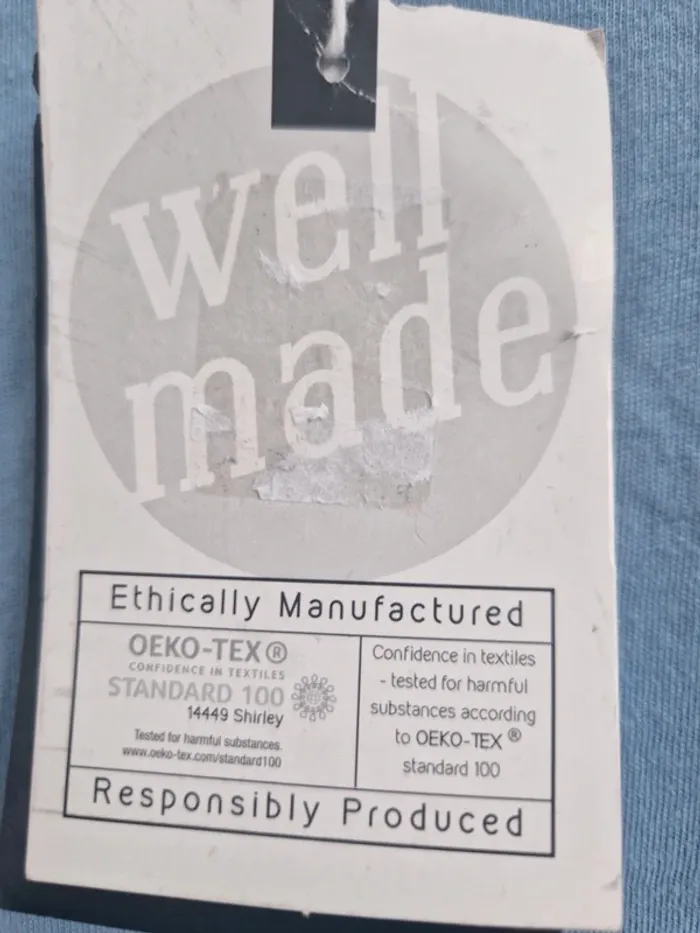 well
made
Ethically Manufactured
OEKO-TEX®
CONFIDENCE IN TEXTILES
STANDARD 100
14449 Shirley
Tested for harmful substances.
www.oeko-tex.com/standard100
Confidence in textiles
- tested for harmful
substances according
to OEKO-TEX ®
standard 100
Responsibly Produced